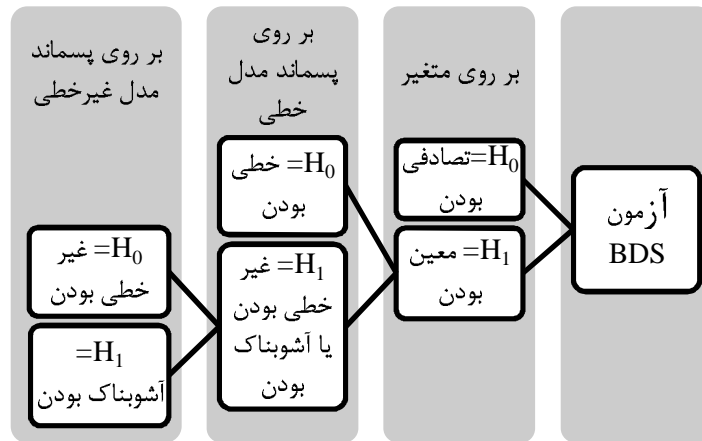 آزمون
BDS
بر روی متغیر
H₀=تصادفی
بودن
H₁= معین
بودن
بر روی
پسماند مدل
خطی
H₀= خطی
بودن
H₁= غیر
خطی بودن
یا آشوبناک
بودن
بر روی پسماند
مدل غیرخطی
H₀= غیر
خطی بودن
H₁=
آشوبناک بودن